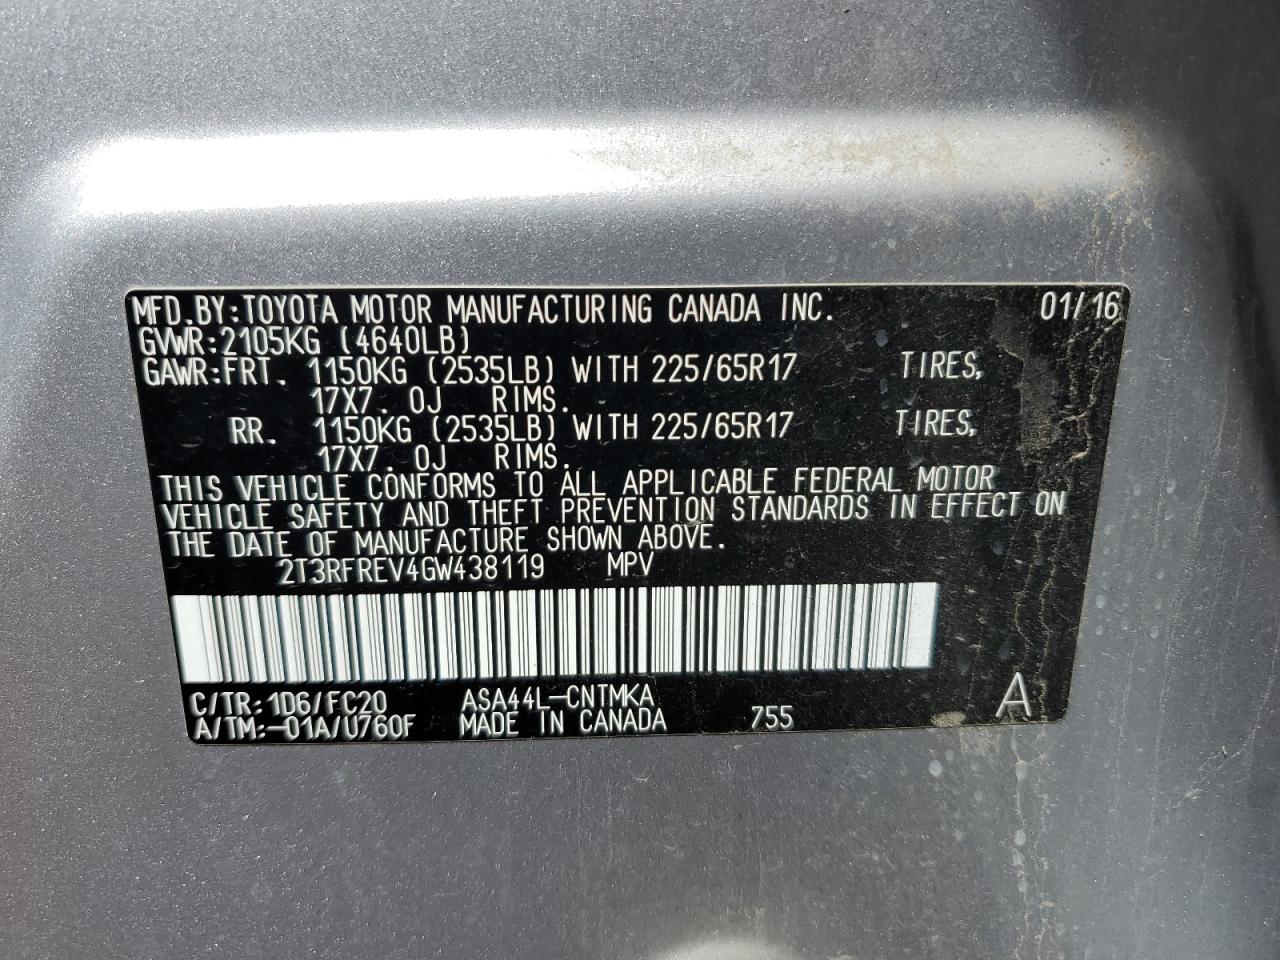 MFD.BY:TOYOTA MOTOR MANUFACTURING CANADA INC. 01/16
GVWR:2105KG (4640LB)
GAWR:FRT. 1150KG (2535LB) WITH 225/65R17 TIRES,
17X7. 0J RIMS.
RR. 1150KG (2535LB) WITH 225/65R17 TIRES,
17X7. 0J RIMS.
THIS VEHICLE CONFORMS TO ALL APPLICABLE FEDERAL MOTOR
VEHICLE SAFETY AND THEFT PREVENTION STANDARDS IN EFFECT ON
THE DATE OF MANUFACTURE SHOWN ABOVE.
2T3RFREV4GW438119 MPV
C/TR:1D6/FC20 ASA44L-CNTMKA
A/TM:-01A/U760F MADE IN CANADA 755 A